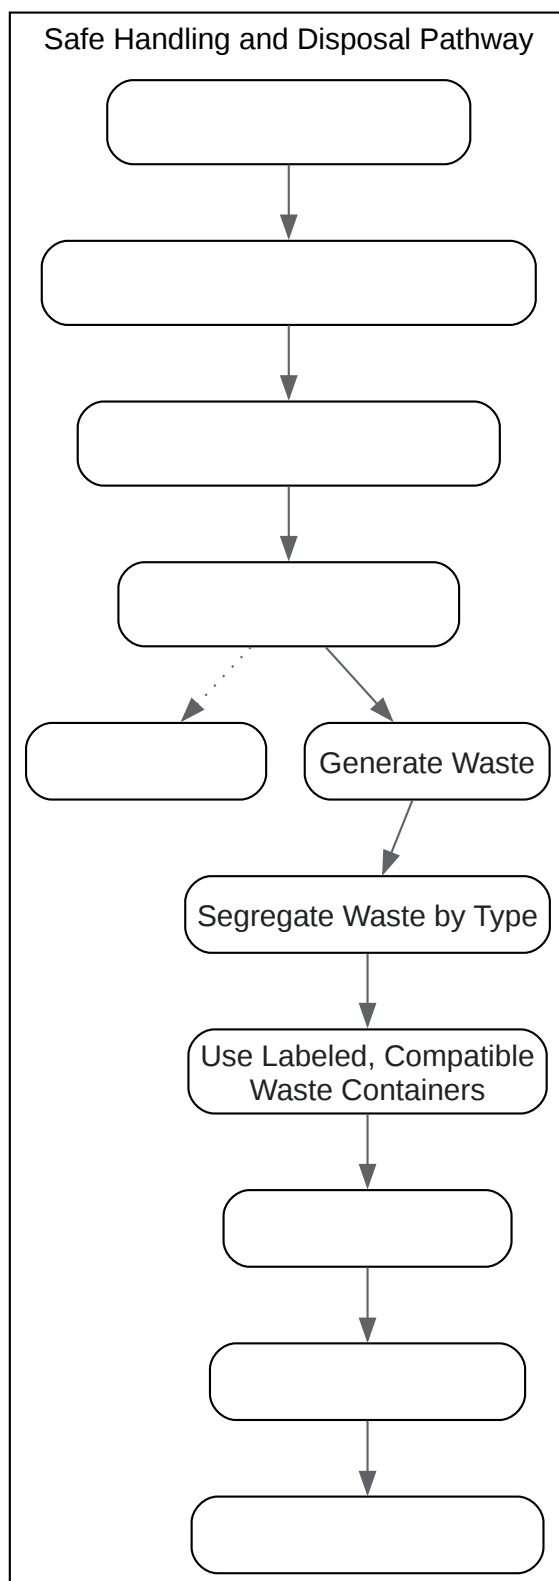 Safe Handling and Disposal Pathway
Generate Waste
Segregate Waste by Type
Use Labeled, Compatible
Waste Containers